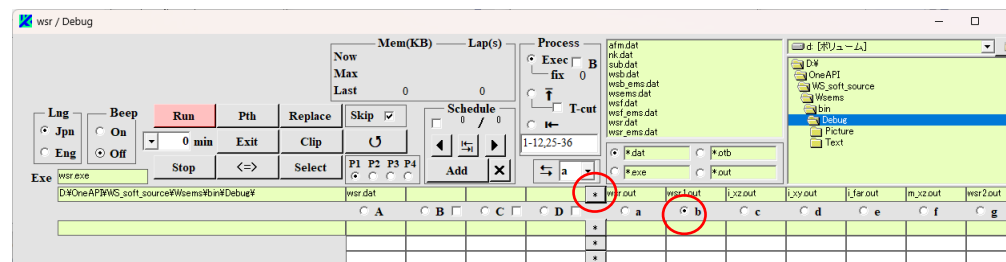 wsr / Debug
Mem(KB) Lap(s)
Now
Max
Last 0 0
Process
Exec B
fix 0
T
T-cut
1-12,25-36
a
afm.dat
nk.dat
sub.dat
wsb.dat
wsb_ems.dat
wsems.dat
wsf.dat
wsf_ems.dat
wsr.dat
wsr_ems.dat
*.dat *.otb
*.exe *.out
d: [ボリューム]
D:¥
OneAPI
WS_soft_source
Wsems
bin
Debug
Picture
Text
Lng
Jpn
Eng
Beep
On
Off
Run Pth Replace Skip
0 min Exit Clip ↺
Stop <=> Select P1 P2 P3 P4
Schedule
0 / 0
Add X
Exe wsr.exe
D:¥OneAPI¥WS_soft_source¥Wsems¥bin¥Debug¥ wsr.dat * wsr.out wsr1.out i_xz.out i_xy.out i_far.out m_xz.out wsr2.out
A B C D a b c d e f g
*
*
*